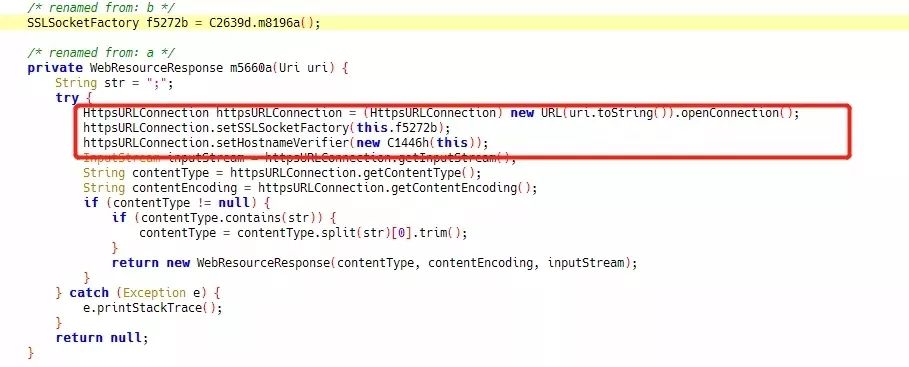 /* renamed from: b */
SSLSocketFactory f5272b = C2639d.m8196a();
/* renamed from: a */
private WebResourceResponse m5660a(Uri uri) {
String str = ";";
try {
HttpsURLConnection httpsURLConnection = (HttpsURLConnection) new URL(uri.toString()).openConnection();
httpsURLConnection.setSSLSocketFactory(this.f5272b);
httpsURLConnection.setHostnameVerifier(new C1446h(this));
InputStream inputStream = httpsURLConnection.getInputStream();
String contentType = httpsURLConnection.getContentType();
String contentEncoding = httpsURLConnection.getContentEncoding();
if (contentType != null) {
if (contentType.contains(str)) {
contentType = contentType.split(str)[0].trim();
}
return new WebResourceResponse(contentType, contentEncoding, inputStream);
}
} catch (Exception e) {
e.printStackTrace();
}
return null;
}